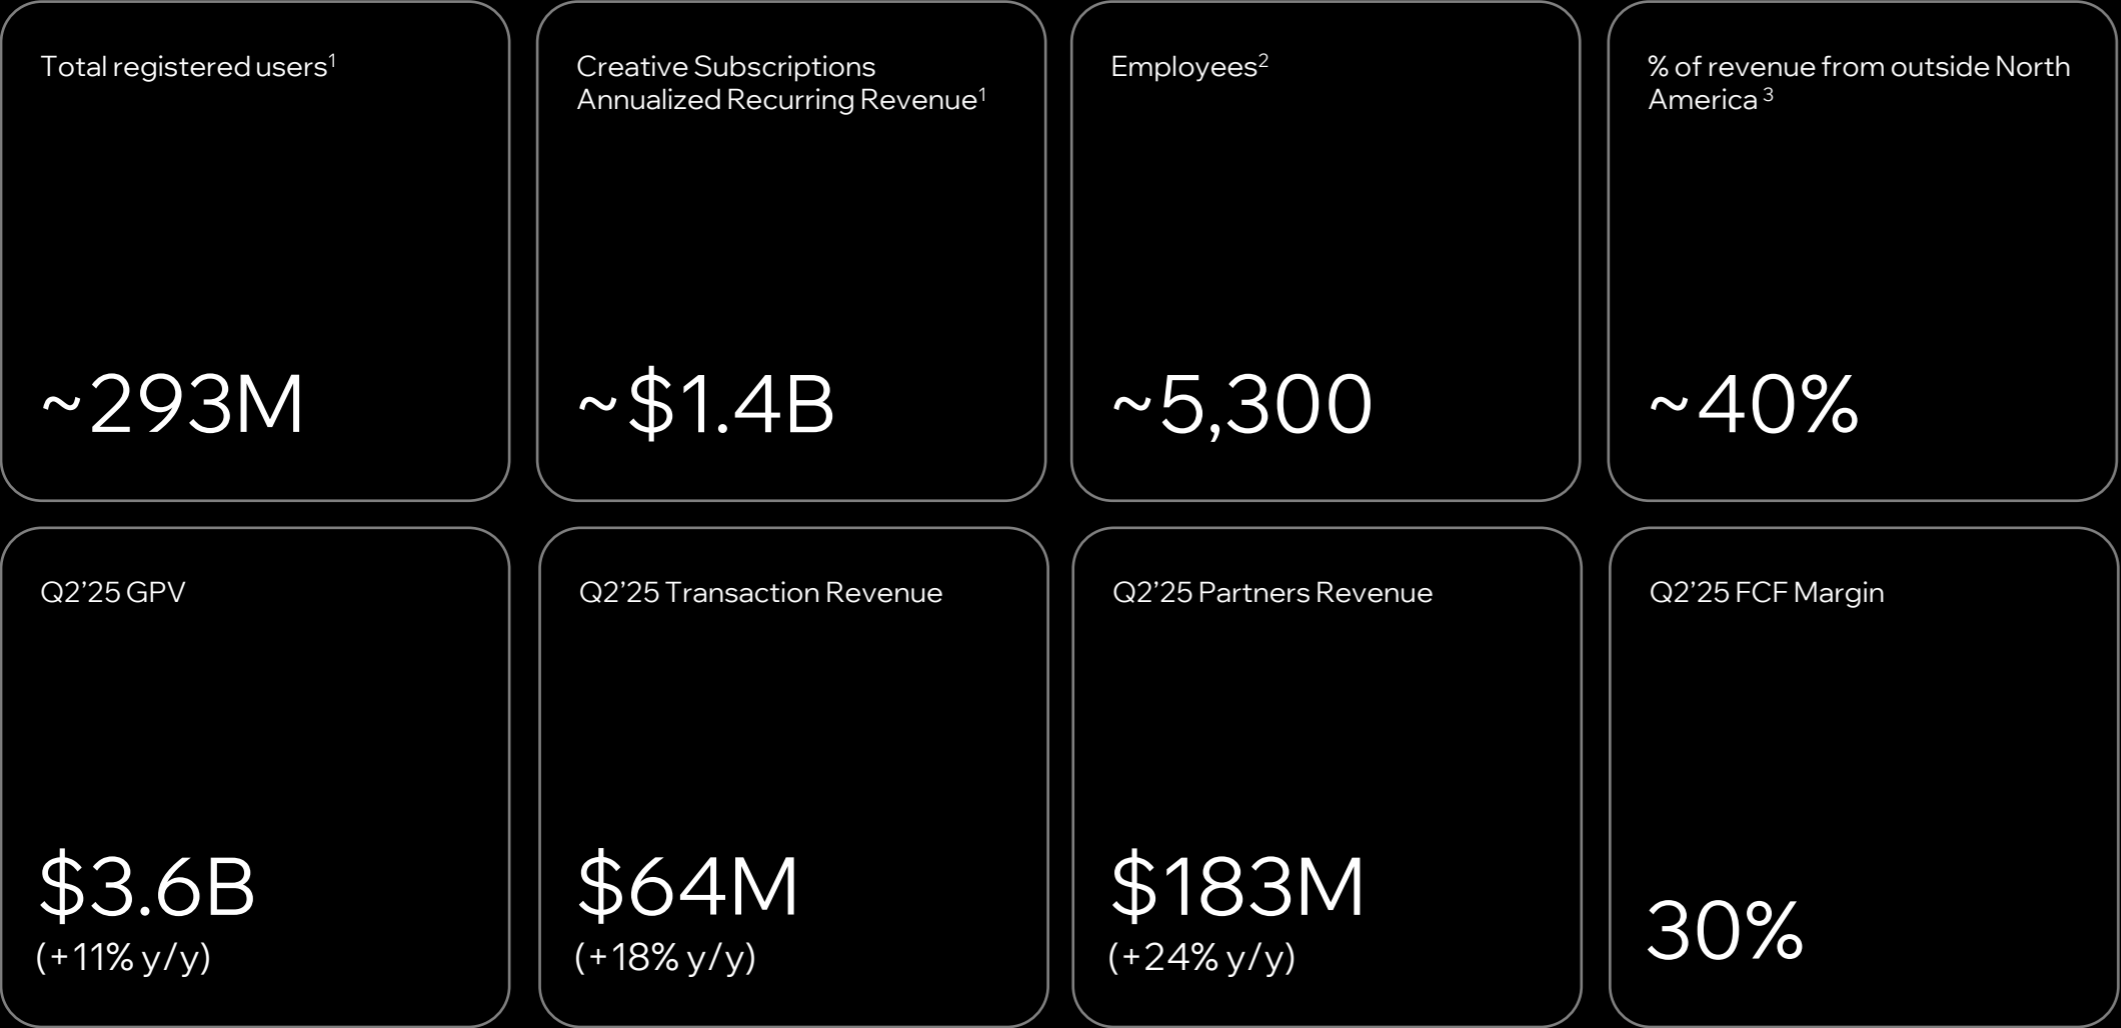 Total registered users¹
~293M
Creative Subscriptions
Annualized Recurring Revenue¹
~$1.4B
Employees²
~5,300
% of revenue from outside North
America ³
~40%
Q2’25 GPV
$3.6B
(+11% y/y)
Q2’25 Transaction Revenue
$64M
(+18% y/y)
Q2’25 Partners Revenue
$183M
(+24% y/y)
Q2’25 FCF Margin
30%